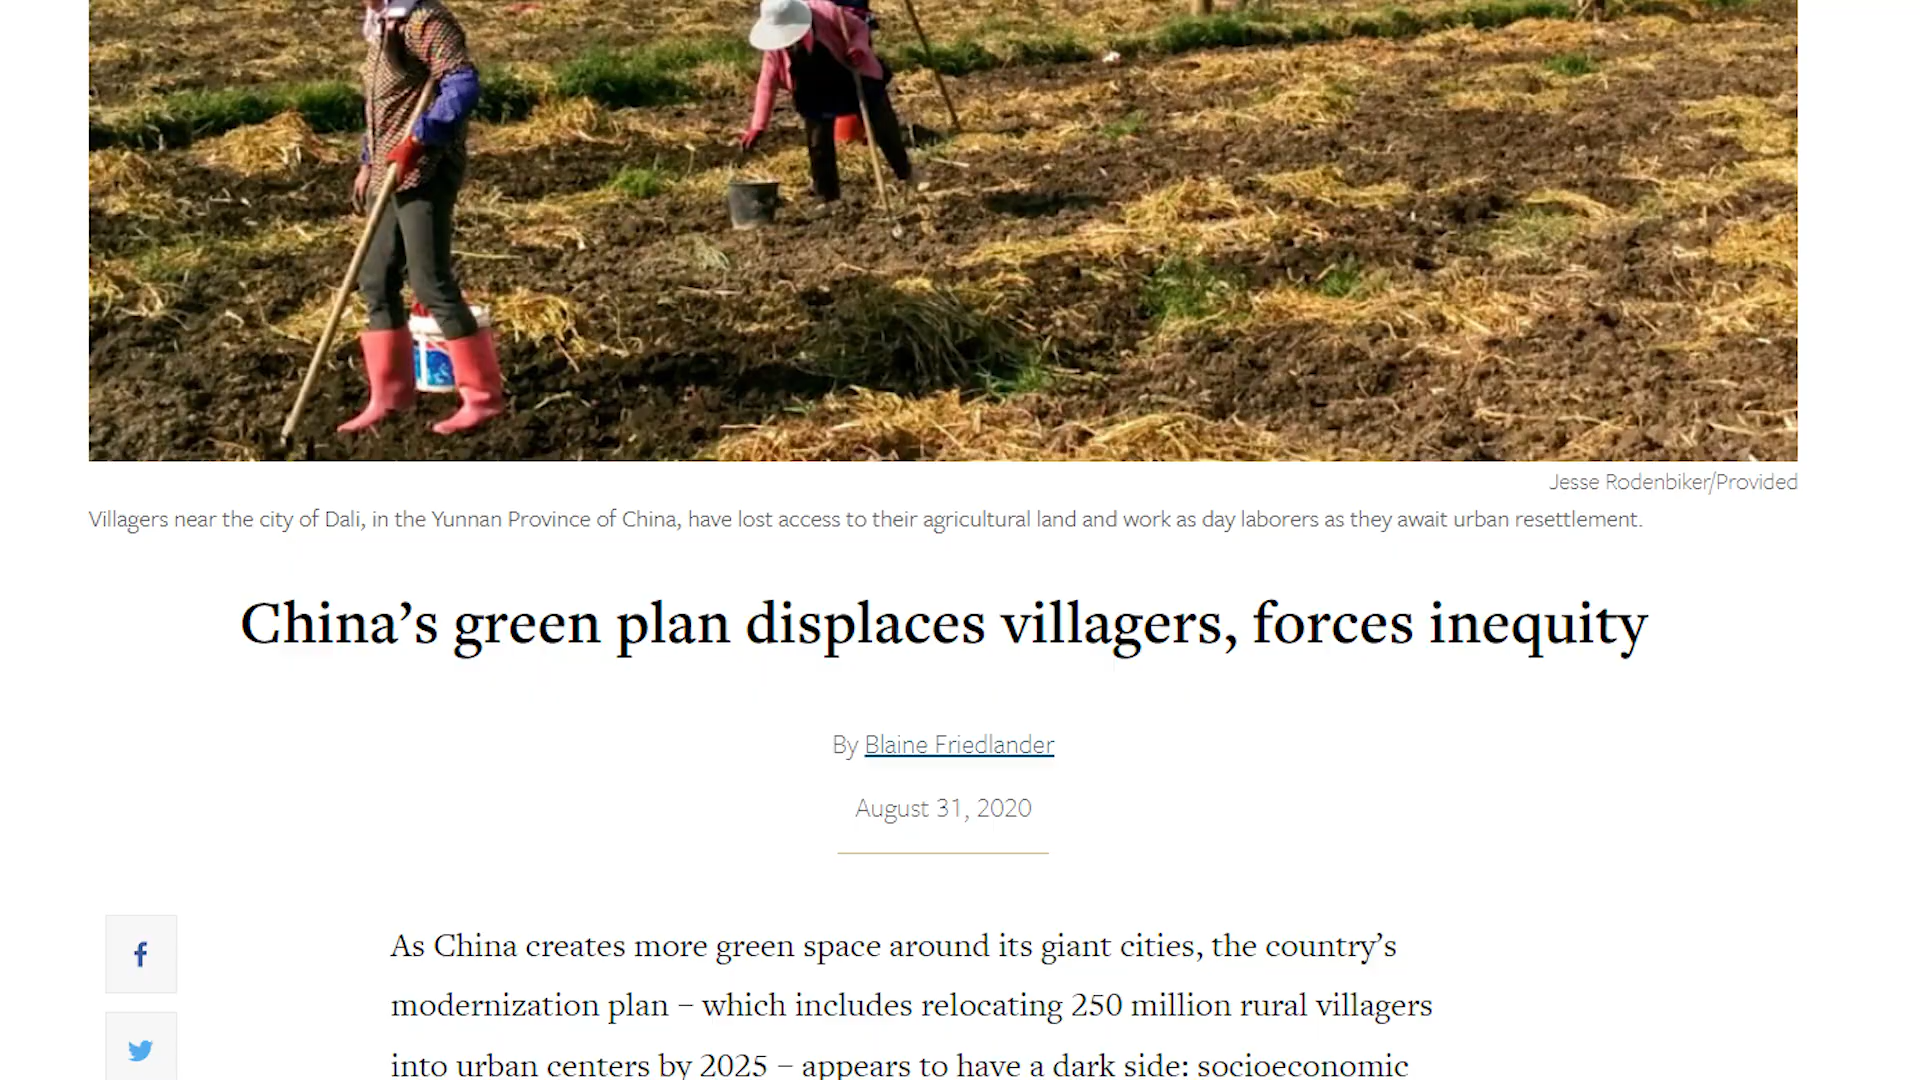 Jesse Rodenbiker/Provided
Villagers near the city of Dali, in the Yunnan Province of China, have lost access to their agricultural land and work as day laborers as they await urban resettlement.
China’s green plan displaces villagers, forces inequity
By Blaine Friedlander
August 31, 2020
As China creates more green space around its giant cities, the country’s
modernization plan – which includes relocating 250 million rural villagers
into urban centers by 2025 – appears to have a dark side: socioeconomic